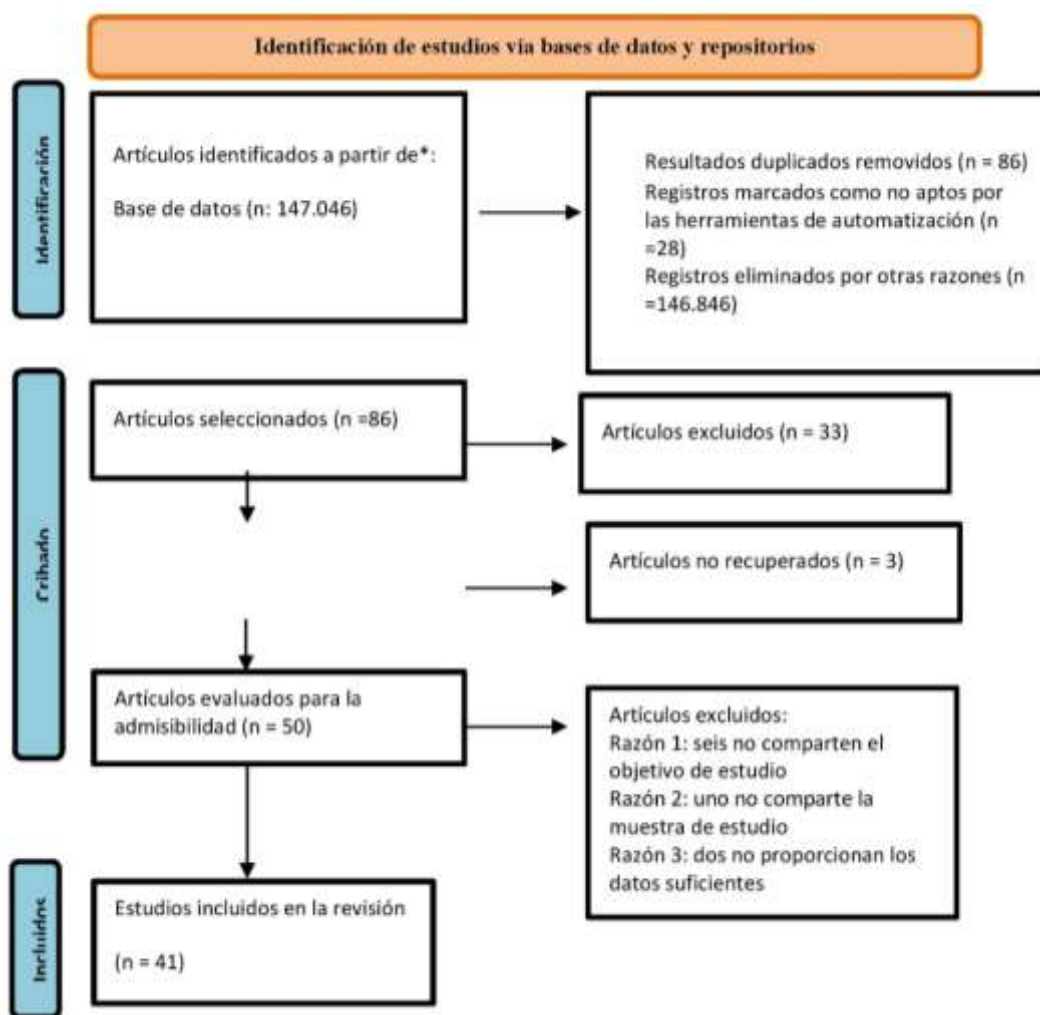 Identificación de estudios vía bases de datos y repositorios
Identificación
Artículos identificados a partir de*:
Base de datos (n: 147.046)
Resultados duplicados removidos (n = 86)
Registros marcados como no aptos por
las herramientas de automatización (n
=28)
Registros eliminados por otras razones (n
=146.846)
Cribado
Artículos seleccionados (n =86)
Artículos excluidos (n = 33)
Artículos no recuperados (n = 3)
Artículos evaluados para la
admisibilidad (n = 50)
Artículos excluidos:
Razón 1: seis no comparten el
objetivo de estudio
Razón 2: uno no comparte la
muestra de estudio
Razón 3: dos no proporcionan los
datos suficientes
Incluidos
Estudios incluidos en la revisión
(n = 41)